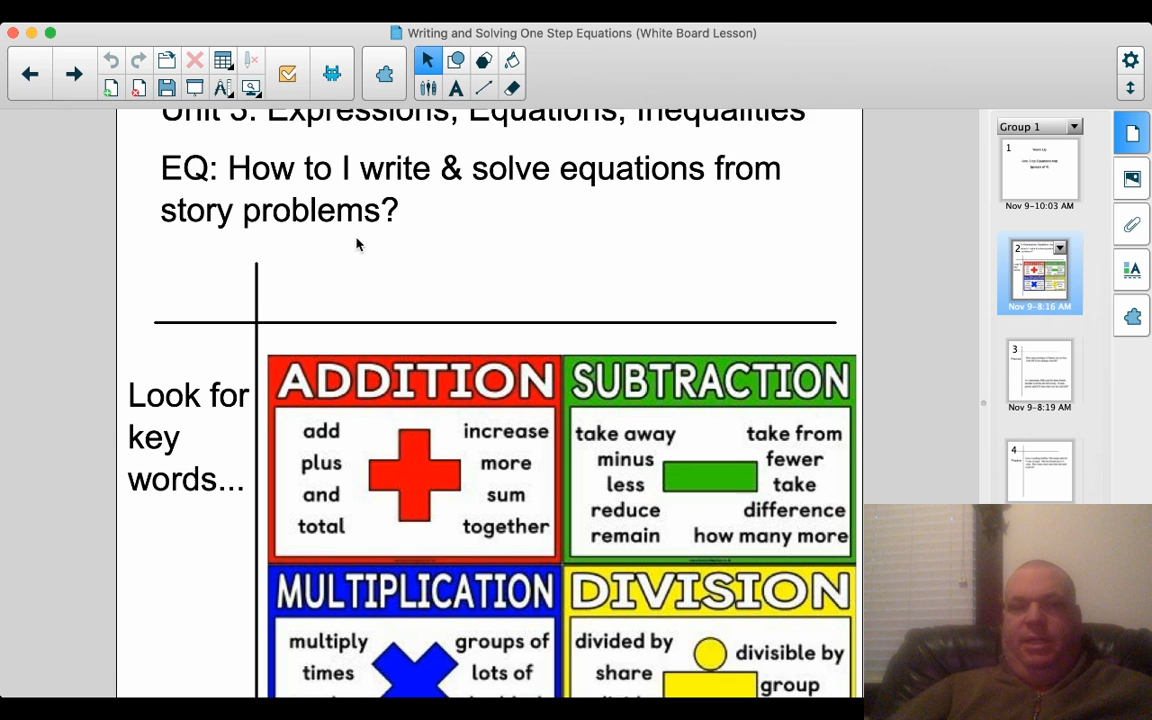 Writing and Solving One Step Equations (White Board Lesson)
Unit 3: Expressions, Equations, Inequalities
EQ: How to I write & solve equations from
story problems?
Look for
key
words...
ADDITION
add
plus
and
total
increase
more
sum
together
SUBTRACTION
take away
minus
less
reduce
remain
take from
fewer
take
difference
how many more
MULTIPLICATION
multiply
times
groups of
lots of
DIVISION
divided by
share
divisible by
group
Group 1
1
Nov 9-10:03 AM
2
Nov 9-8:16 AM
3
Nov 9-8:19 AM
4